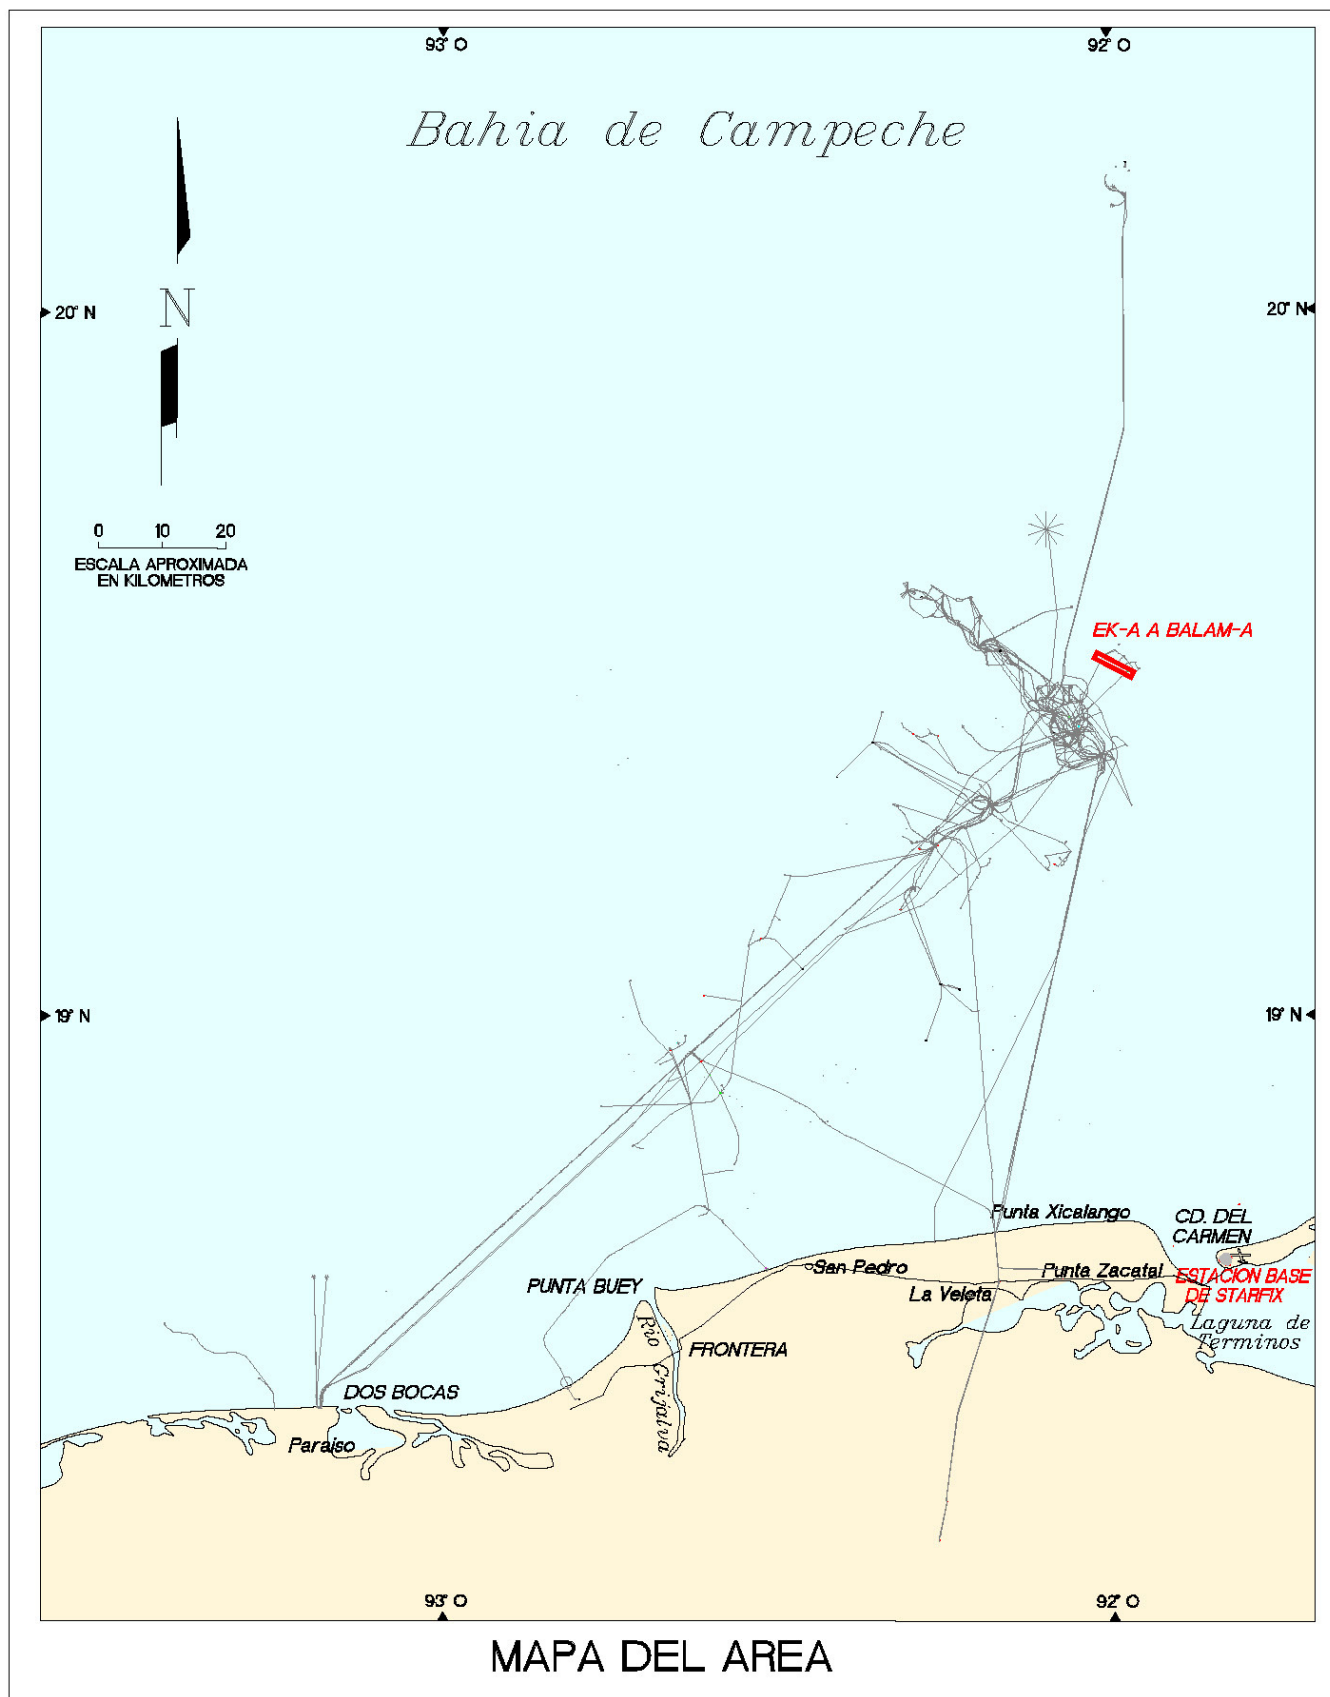 93° O
92° O
Bahia de Campeche
N
20° N
20° N
0 10 20
ESCALA APROXIMADA
EN KILOMETROS
EK-A A BALAM-A
19° N
19° N
Punta Xicalango
CD. DEL
CARMEN
San Pedro
Punta Zacatal
ESTACION BASE
DE STARFIX
PUNTA BUEY
La Veleta
Laguna de
Terminos
Rio
Grijalva
FRONTERA
DOS BOCAS
Paraiso
93° O
92° O
MAPA DEL AREA